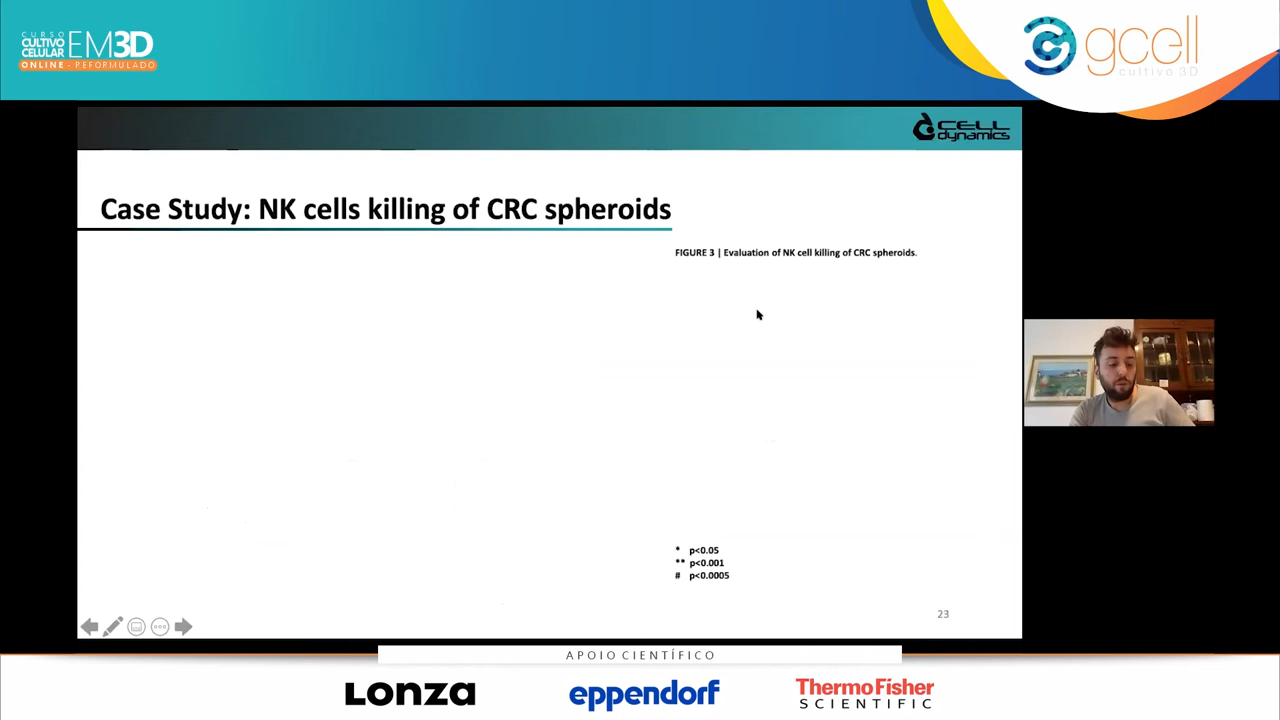 CURSO
CULTIVO
CELULAR
EM3D
ONLINE - REFORMULADO
gcell
cultivo 3D
CELL
dynamics
Case Study: NK cells killing of CRC spheroids
FIGURE 3 | Evaluation of NK cell killing of CRC spheroids.
* p<0.05
** p<0.001
# p<0.0005
23
APOIO CIENTÍFICO
Lonza
eppendorf
ThermoFisher
SCIENTIFIC